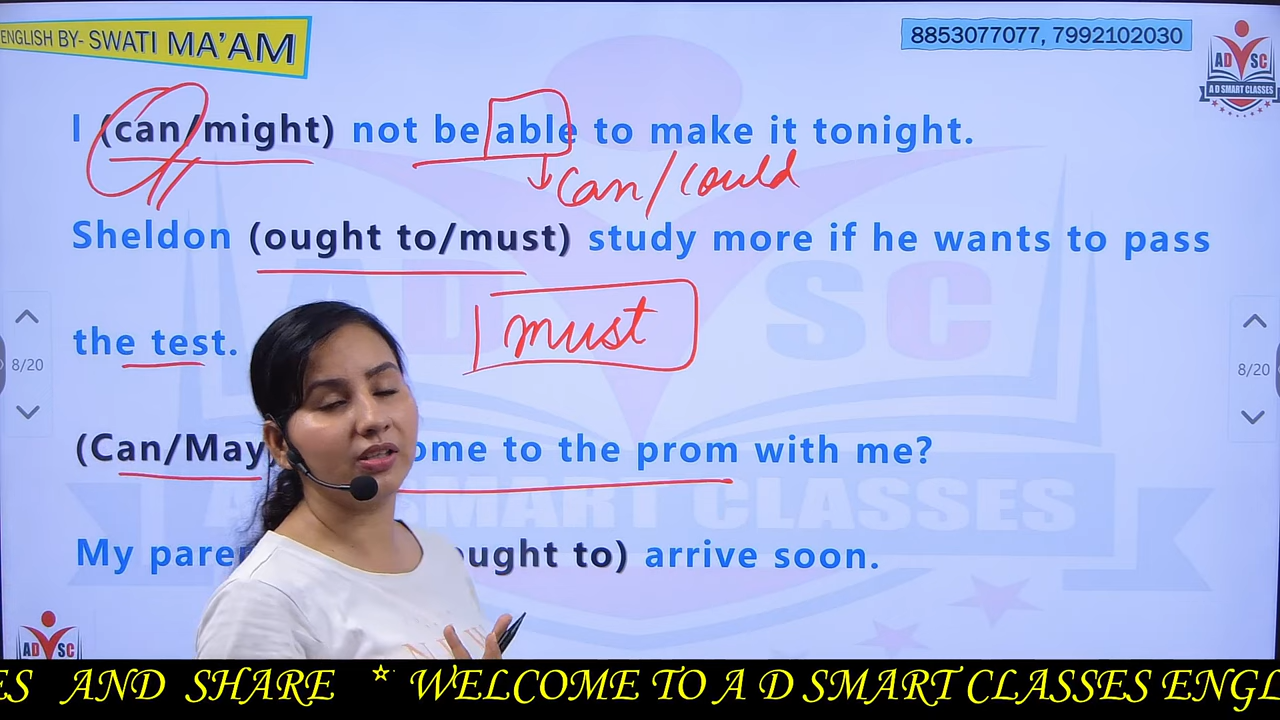 ENGLISH BY- SWATI MA'AM
8853077077, 7992102030
AD SC
A D SMART CLASSES
I (can/might) not be able to make it tonight.
can/could
Sheldon (ought to/must) study more if he wants to pass
the test.
must
8/20
8/20
(Can/May ome to the prom with me?
A D SMART CLASSES
My paren ought to) arrive soon.
AD SC
ES AND SHARE * WELCOME TO A D SMART CLASSES ENGL